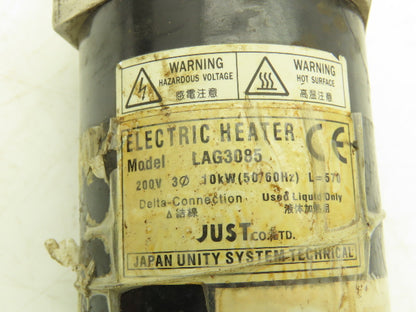 WARNING
HAZARDOUS VOLTAGE
感電注意
WARNING
HOT SURFACE
高温注意
ELECTRIC HEATER CE
Model LAG3085
200V 3Ø 10kW(50/60Hz) L=570
Delta-Connection Used Liquid Only
Δ結線 液体加熱用
JUST CO.,LTD.
JAPAN UNITY SYSTEM-TECHNICAL